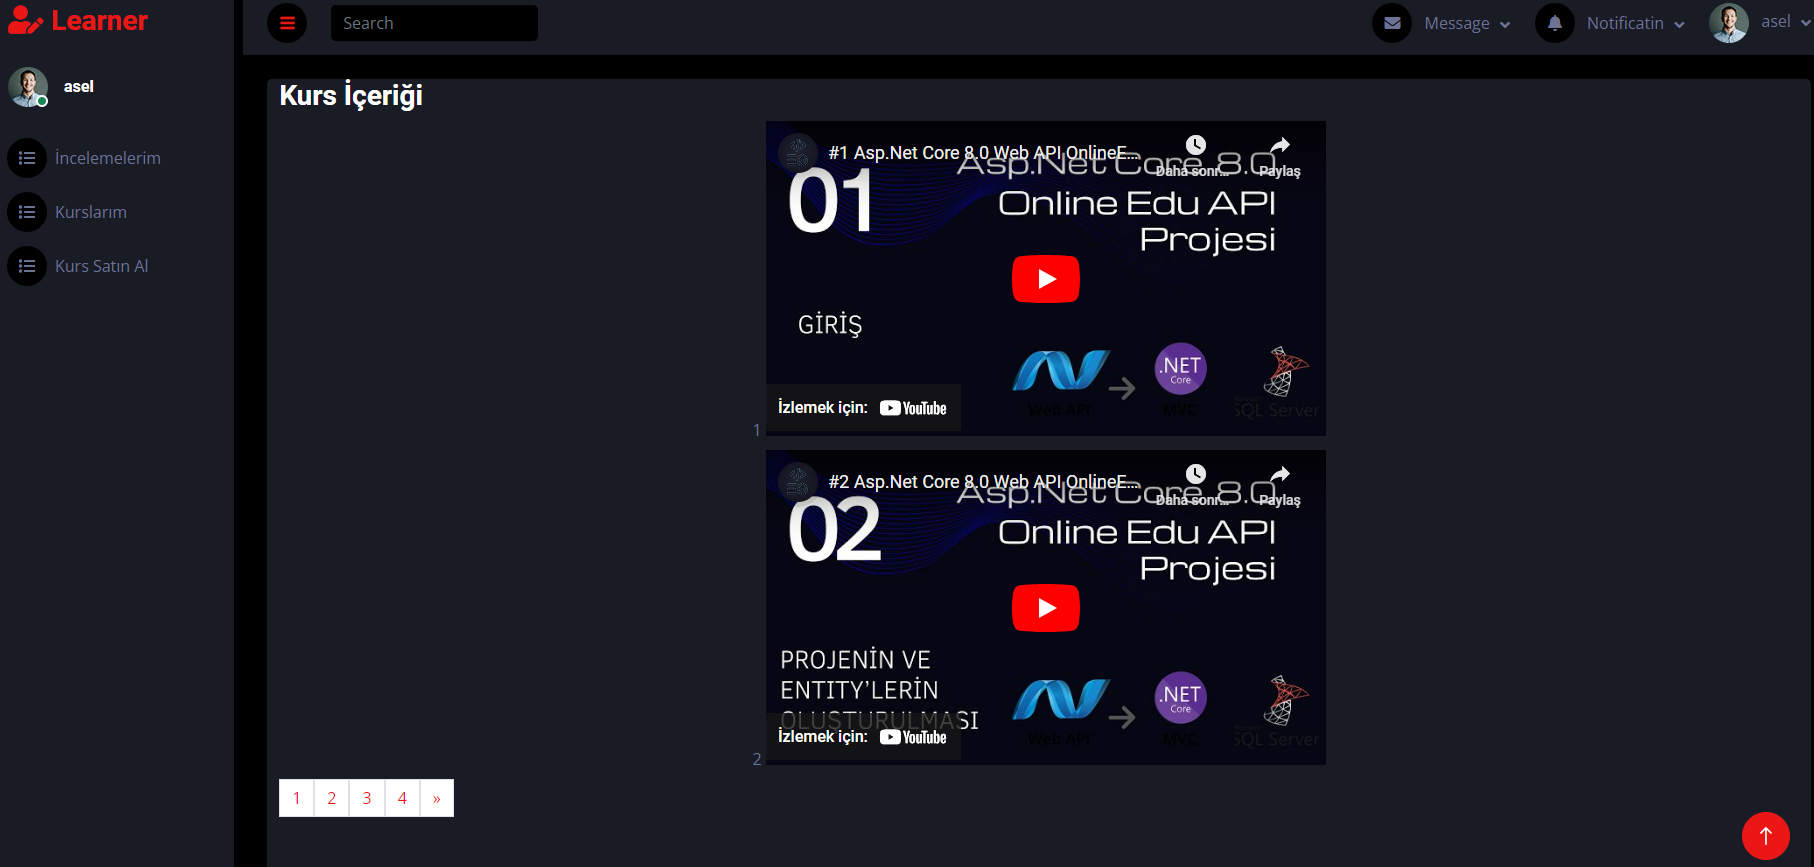 Learner
Search
Message
Notificatin
asel
asel
İncelemelerim
Kurslarım
Kurs Satın Al
Kurs İçeriği
#1 Asp.Net Core 8.0 Web API OnlineE...
Daha sonr...
Paylaş
01
Asp.Net Core 8.0
Online Edu API
Projesi
GİRİŞ
Web API
.NET
Core
MVC
SQL Server
İzlemek için: YouTube
1
#2 Asp.Net Core 8.0 Web API OnlineE...
Daha sonr...
Paylaş
02
Asp.Net Core 8.0
Online Edu API
Projesi
PROJENİN VE
ENTITY'LERİN
OLUŞTURULMASI
Web API
.NET
Core
MVC
SQL Server
İzlemek için: YouTube
2
1 2 3 4 »